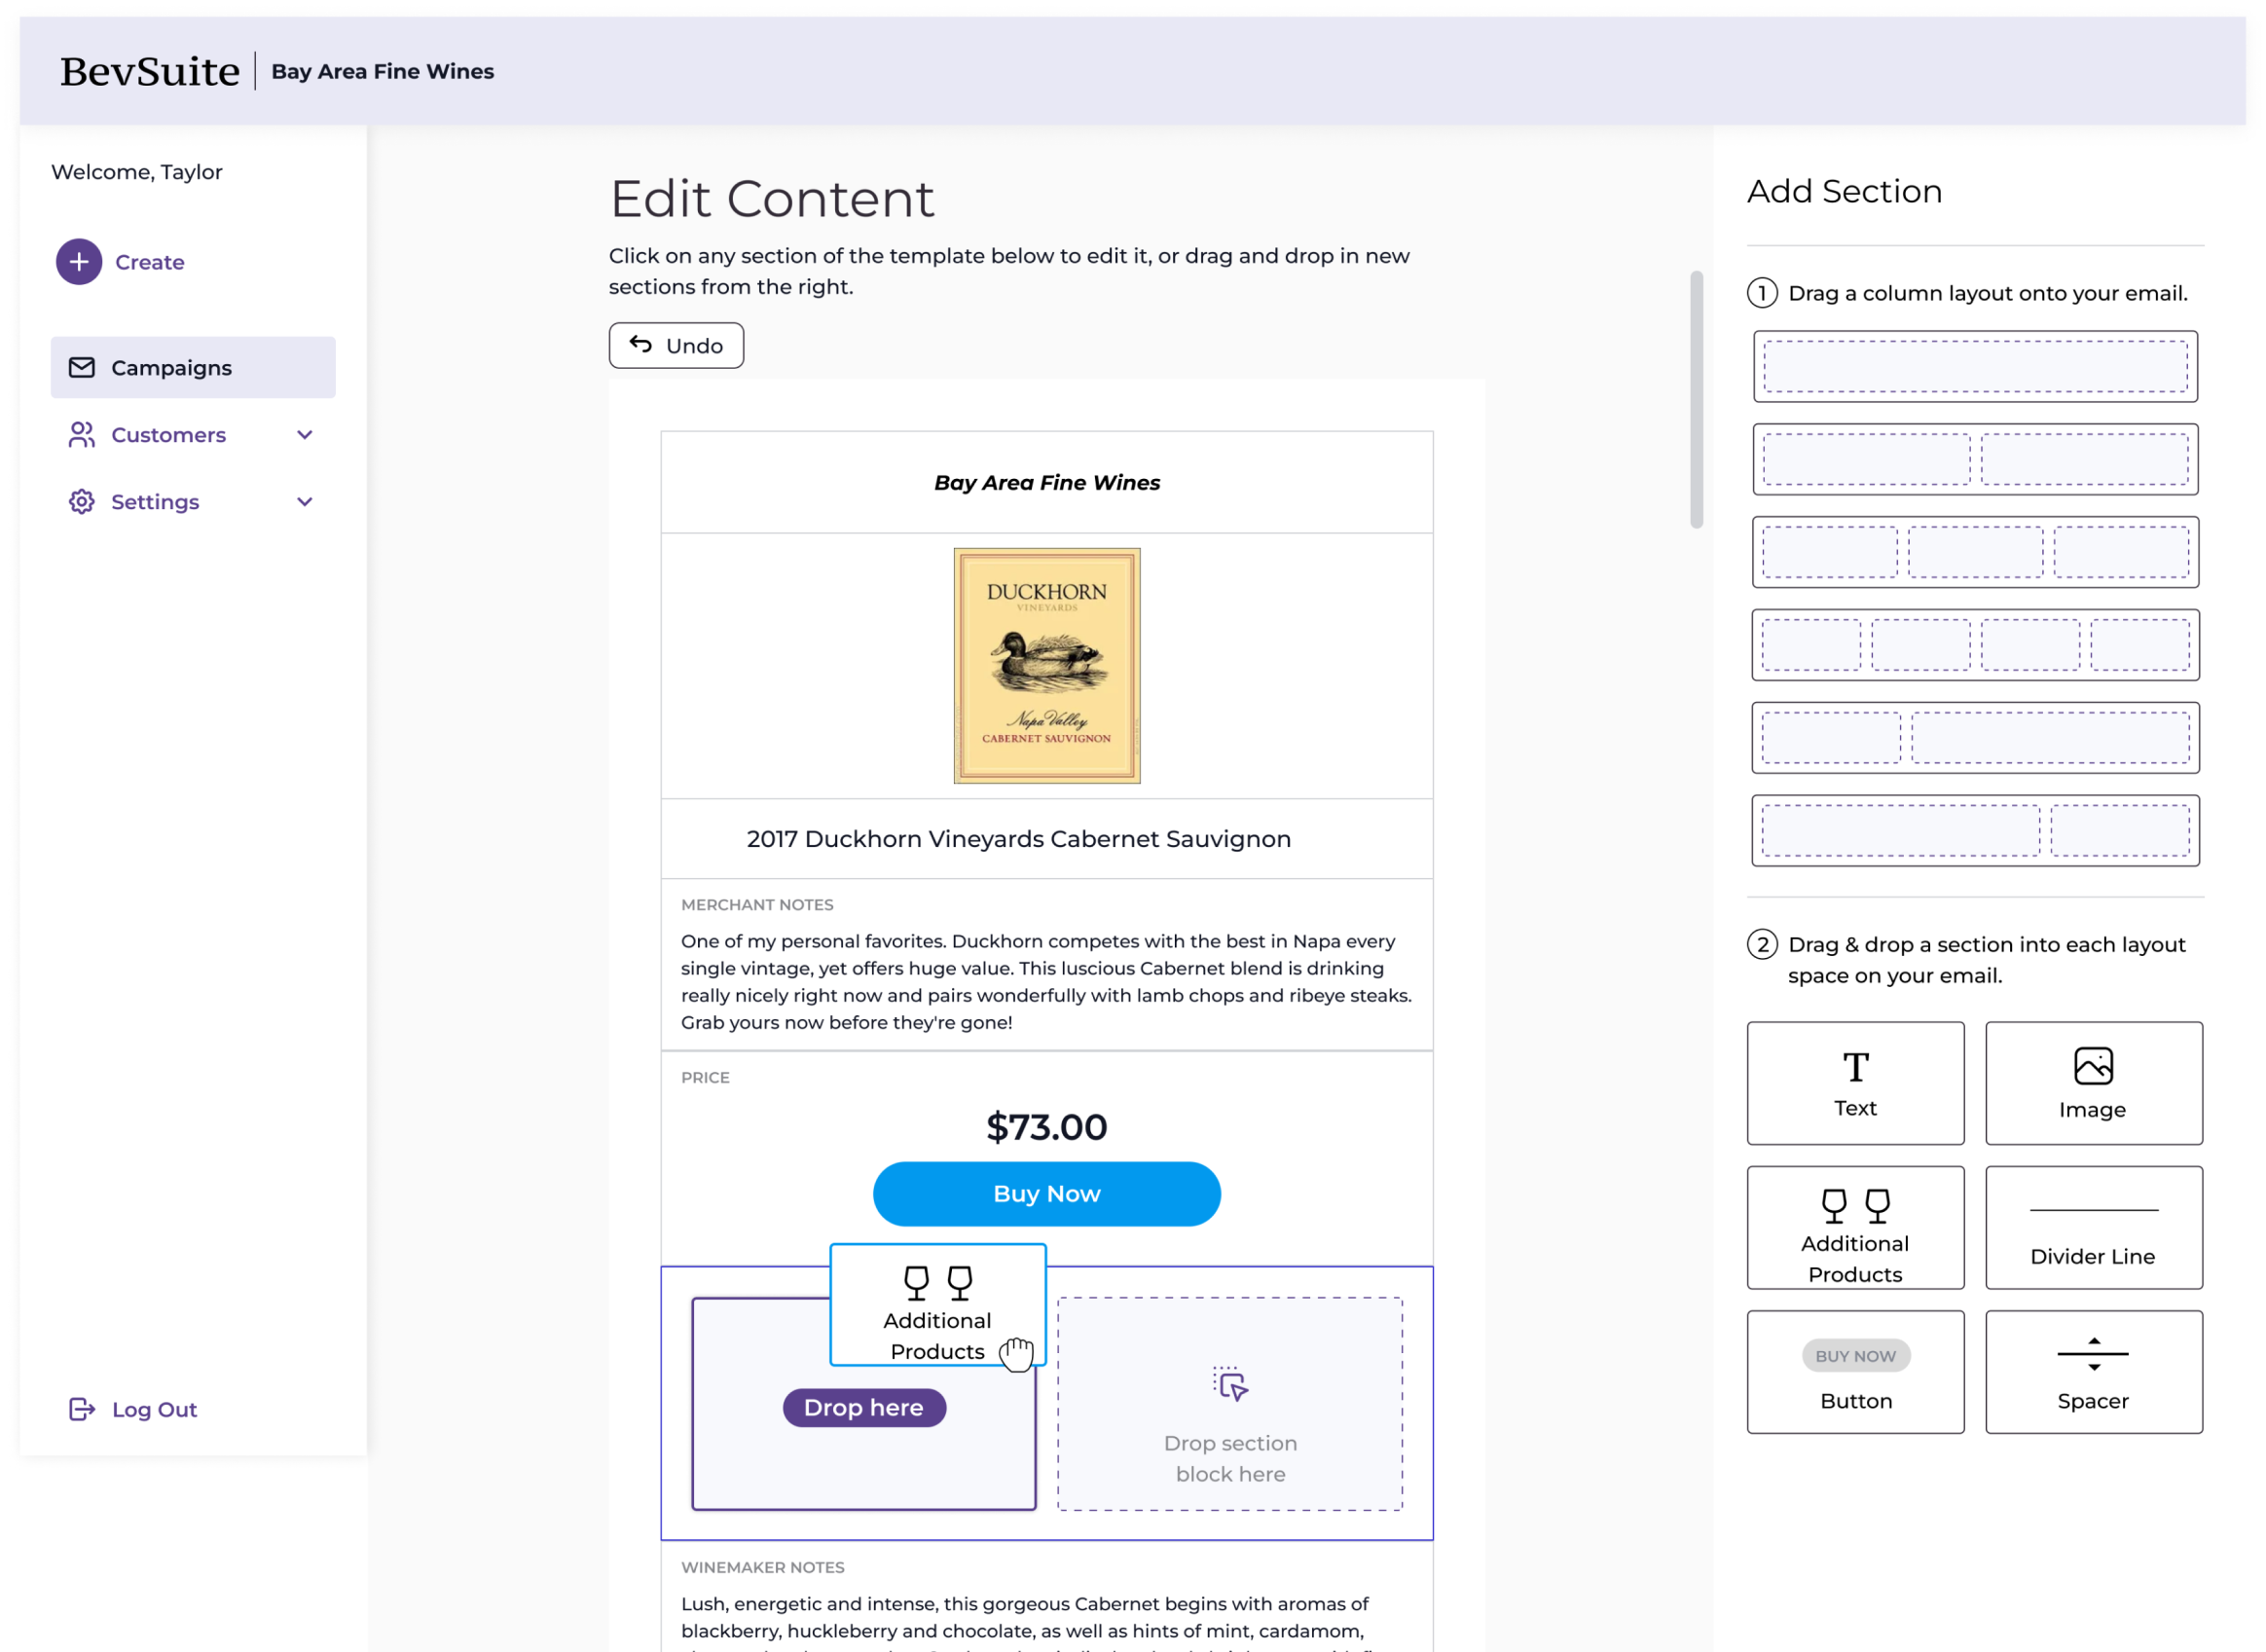 BevSuite
Bay Area Fine Wines
Welcome, Taylor
Create
Campaigns
Customers
Settings
Log Out
Edit Content
Click on any section of the template below to edit it, or drag and drop in new
sections from the right.
Undo
Bay Area Fine Wines
DUCKHORN
VINEYARDS
Napa Valley
CABERNET SAUVIGNON
2017 Duckhorn Vineyards Cabernet Sauvignon
MERCHANT NOTES
One of my personal favorites. Duckhorn competes with the best in Napa every
single vintage, yet offers huge value. This luscious Cabernet blend is drinking
really nicely right now and pairs wonderfully with lamb chops and ribeye steaks.
Grab yours now before they're gone!
PRICE
$73.00
Buy Now
Additional
Products
Drop here
Drop section
block here
WINEMAKER NOTES
Lush, energetic and intense, this gorgeous Cabernet begins with aromas of
blackberry, huckleberry and chocolate, as well as hints of mint, cardamom,
Add Section
1 Drag a column layout onto your email.
2 Drag & drop a section into each layout
space on your email.
Text
Image
Additional
Products
Divider Line
BUY NOW
Button
Spacer